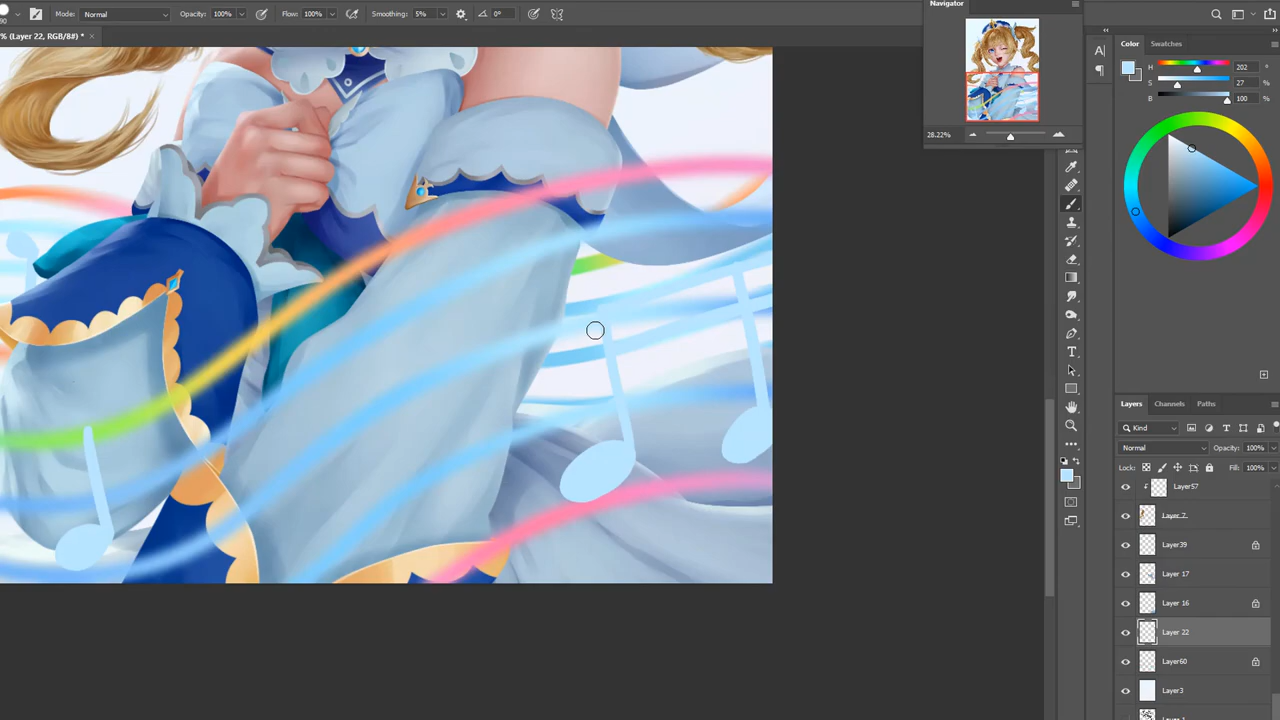 Navigator
Mode: Normal Opacity: 100% Flow: 100% Smoothing: 5% 0°
% (Layer 22, RGB/8#) * ×
28.22%
Color Swatches
H 202 °
S 27 %
B 100 %
Layers Channels Paths
Kind
Normal Opacity: 100%
Lock: Fill: 100%
Layer57
Layer 7
Layer39
Layer 17
Layer 16
Layer 22
Layer60
Layer3